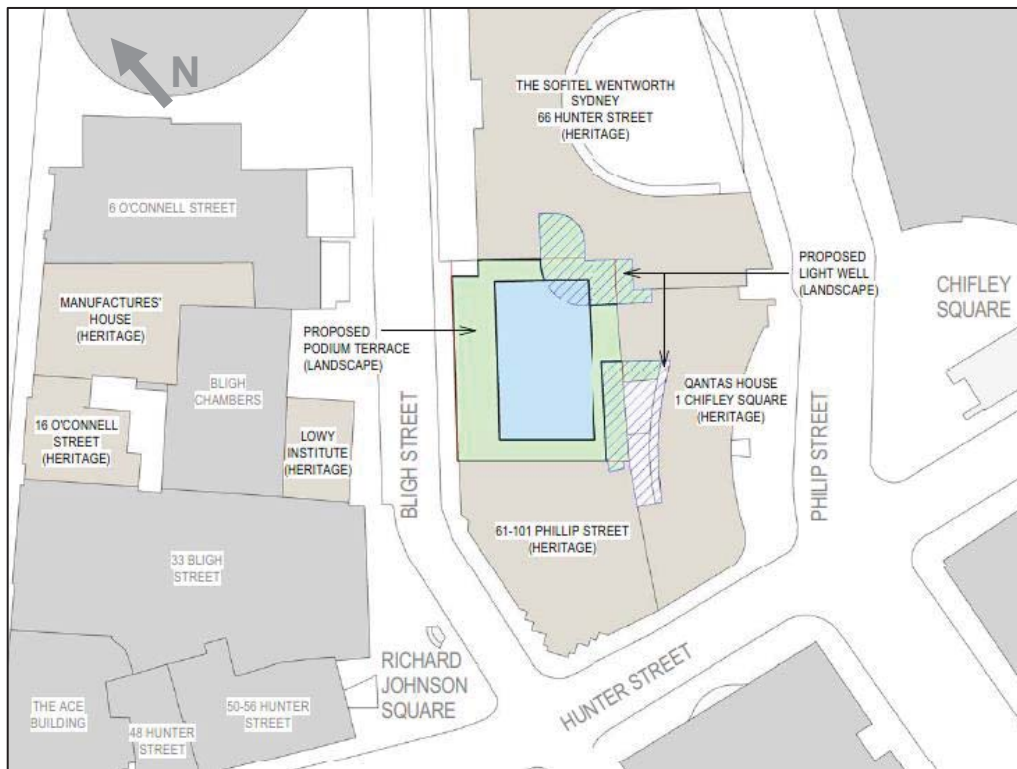 N
THE SOFITEL WENTWORTH
SYDNEY
66 HUNTER STREET
(HERITAGE)
6 O'CONNELL STREET
MANUFACTURES'
HOUSE
(HERITAGE)
PROPOSED
LIGHT WELL
(LANDSCAPE)
CHIFLEY
SQUARE
PROPOSED
PODIUM TERRACE
(LANDSCAPE)
BLIGH
CHAMBERS
QANTAS HOUSE
1 CHIFLEY SQUARE
(HERITAGE)
16 O'CONNELL
STREET
(HERITAGE)
LOWY
INSTITUTE
(HERITAGE)
BLIGH STREET
PHILIP STREET
61-101 PHILLIP STREET
(HERITAGE)
33 BLIGH
STREET
RICHARD
JOHNSON
SQUARE
HUNTER STREET
THE ACE
BUILDING
48 HUNTER
STREET
50-56 HUNTER
STREET